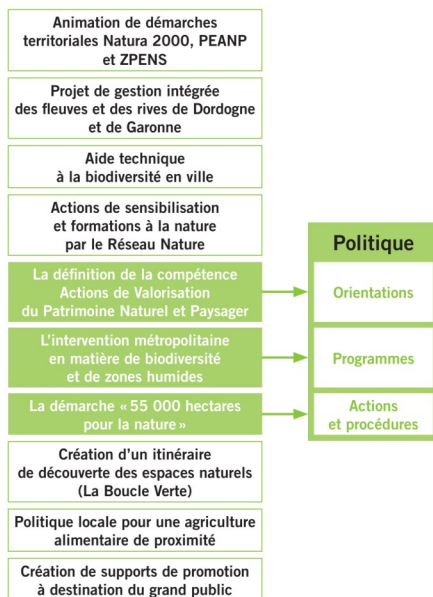 Animation de démarches
territoriales Natura 2000, PEANP
et ZPENS
Projet de gestion intégrée
des fleuves et des rives de Dordogne
et de Garonne
Aide technique
à la biodiversité en ville
Actions de sensibilisation
et formations à la nature
par le Réseau Nature
Politique
La définition de la compétence
Actions de Valorisation
du Patrimoine Naturel et Paysager
Orientations
L'intervention métropolitaine
en matière de biodiversité
et de zones humides
Programmes
La démarche « 55 000 hectares
pour la nature »
Actions
et procédures
Création d'un itinéraire
de découverte des espaces naturels
(La Boucle Verte)
Politique locale pour une agriculture
alimentaire de proximité
Création de supports de promotion
à destination du grand public